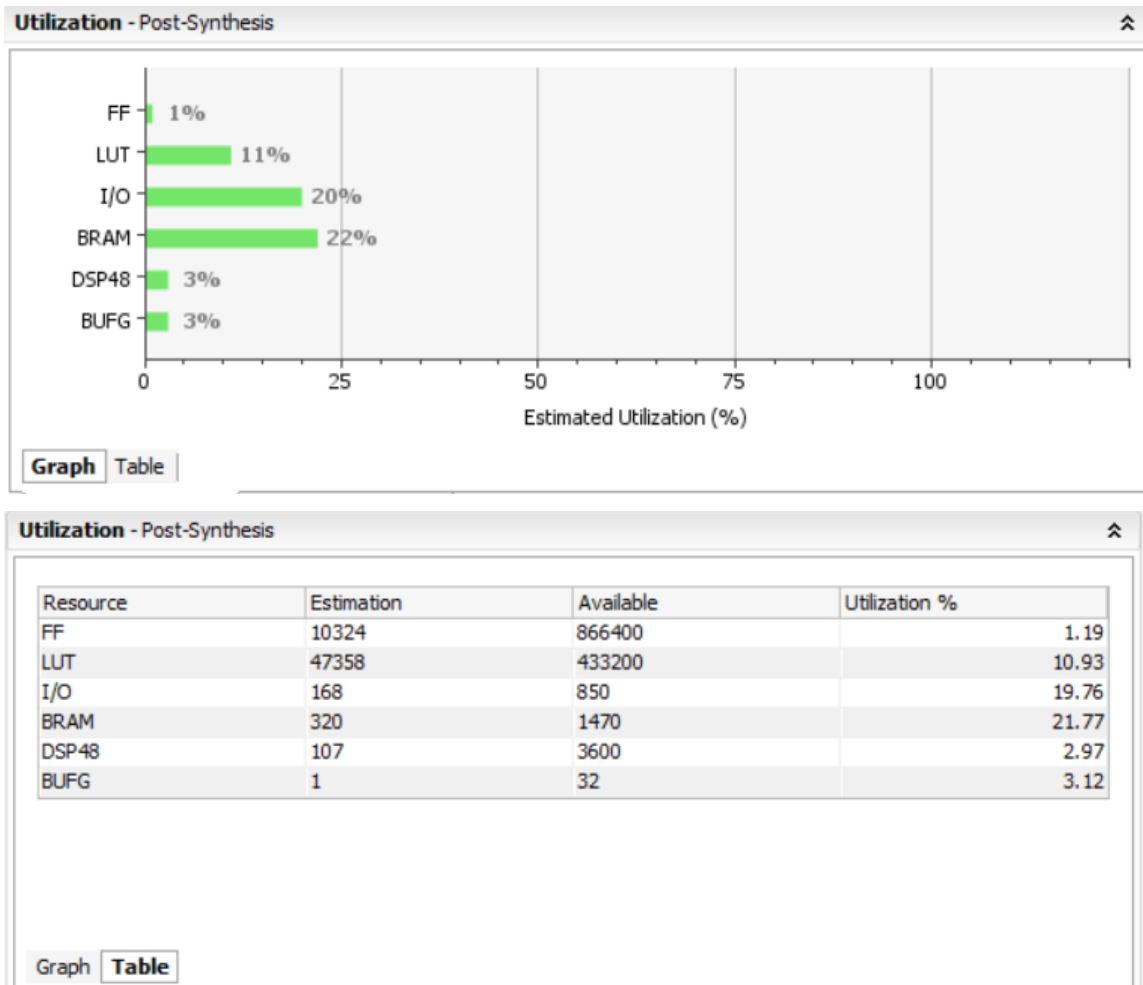 Utilization - Post-Synthesis
FF 1%
LUT 11%
I/O 20%
BRAM 22%
DSP48 3%
BUFG 3%
0 25 50 75 100
Estimated Utilization (%)
Graph Table
Utilization - Post-Synthesis
Resource Estimation Available Utilization %
FF 10324 866400 1.19
LUT 47358 433200 10.93
I/O 168 850 19.76
BRAM 320 1470 21.77
DSP48 107 3600 2.97
BUFG 1 32 3.12
Graph Table